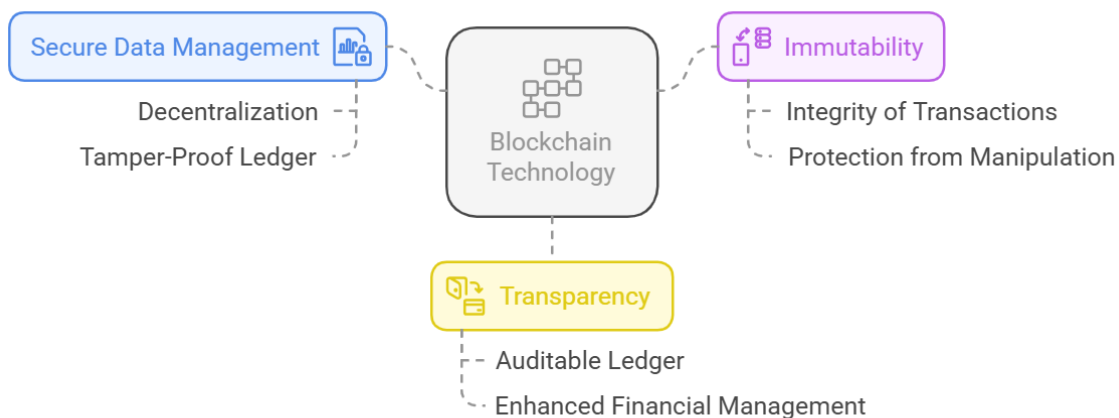 Secure Data Management
Decentralization
Tamper-Proof Ledger
Blockchain
Technology
Immutability
Integrity of Transactions
Protection from Manipulation
Transparency
Auditable Ledger
Enhanced Financial Management